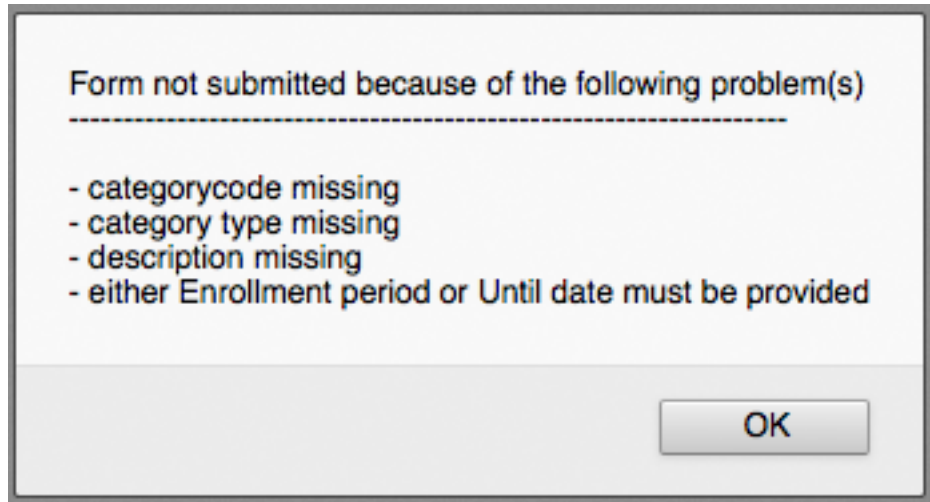 Form not submitted because of the following problem(s)
------------------------------------------------------------------
- categorycode missing
- category type missing
- description missing
- either Enrollment period or Until date must be provided
OK